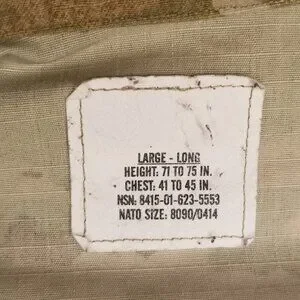 LARGE - LONG
HEIGHT: 71 TO 75 IN.
CHEST: 41 TO 45 IN.
NSN: 8415-01-623-5553
NATO SIZE: 8090/0414